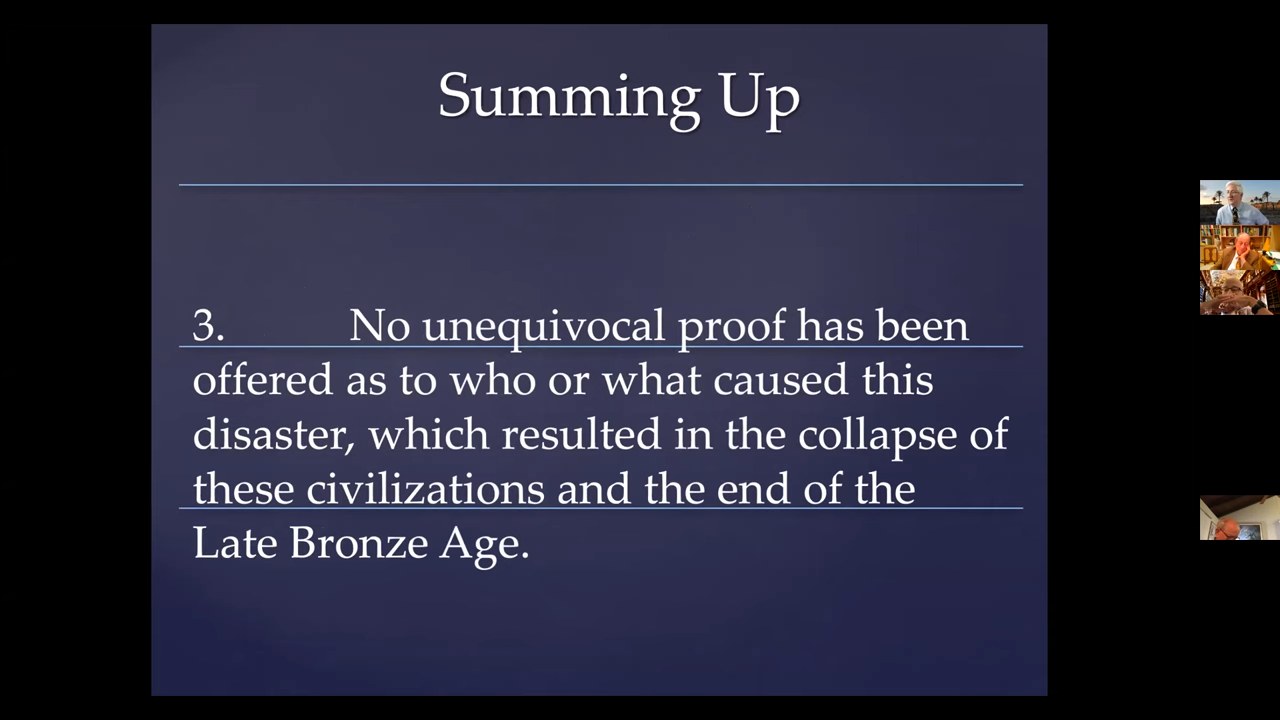 Summing Up
3. No unequivocal proof has been
offered as to who or what caused this
disaster, which resulted in the collapse of
these civilizations and the end of the
Late Bronze Age.